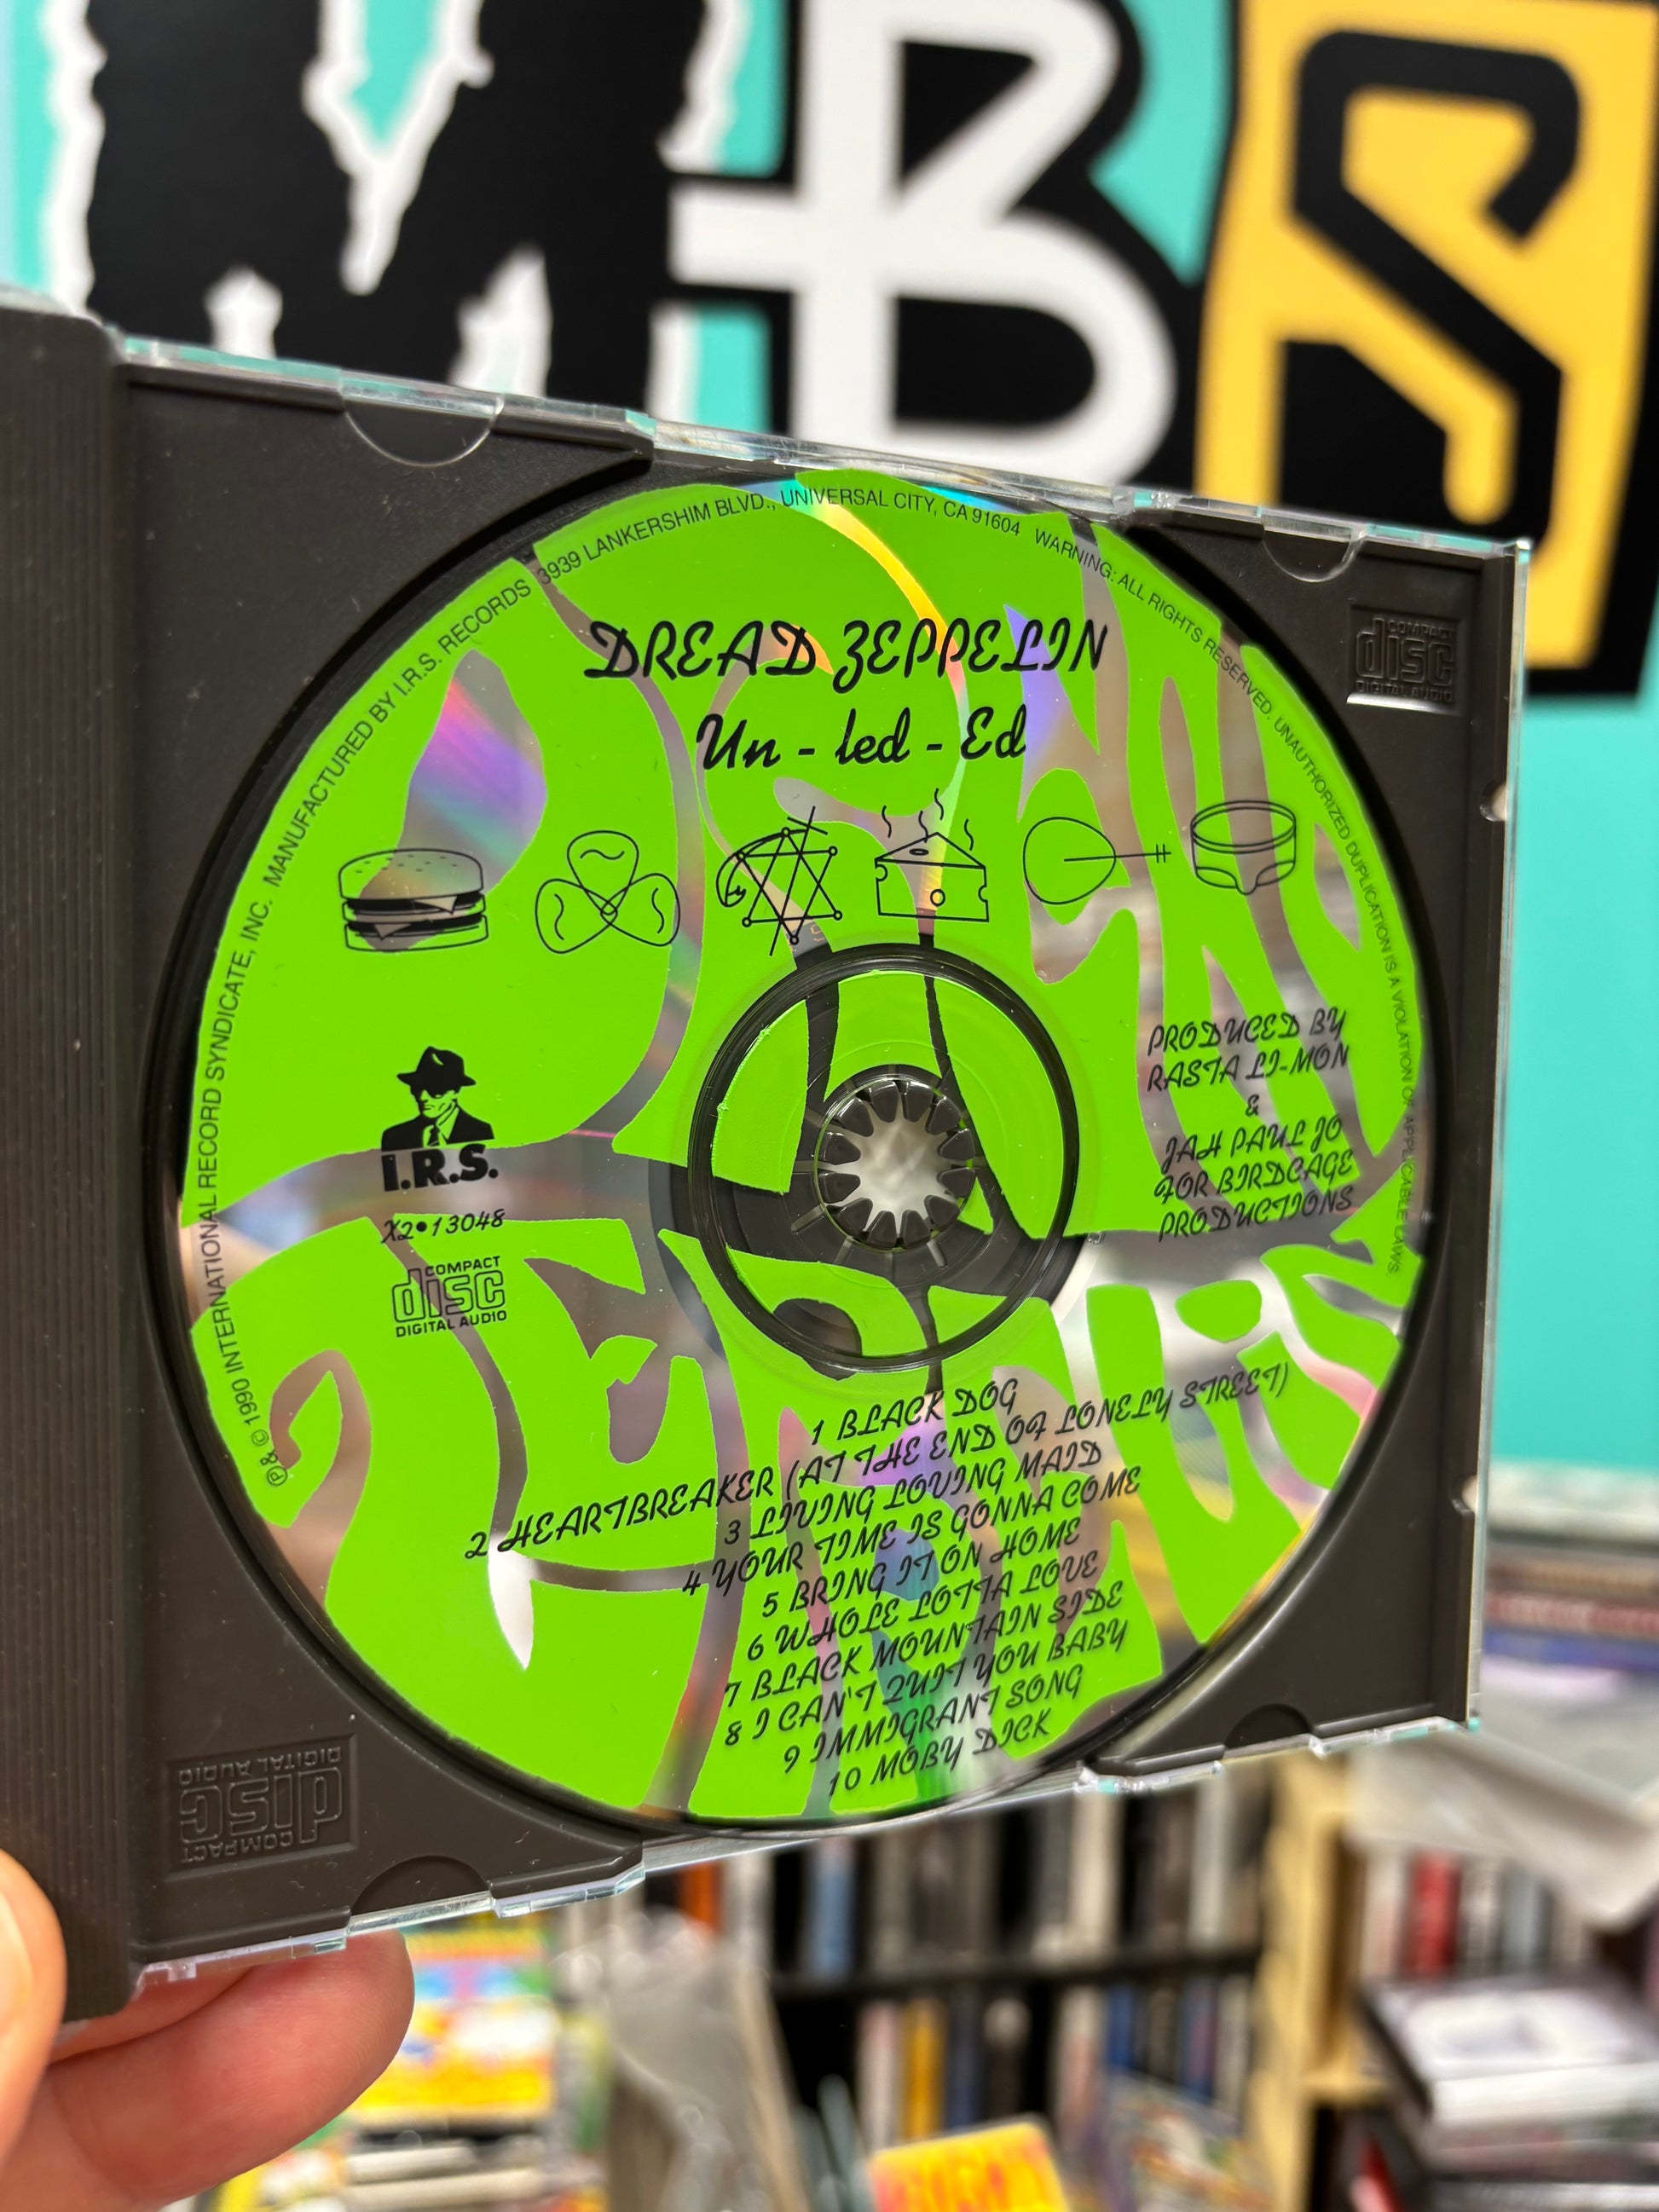 MBS
MANUFACTURED BY I.R.S. RECORDS 3939 LANKERSHIM BLVD., UNIVERSAL CITY, CA 91604 WARNING: ALL RIGHTS RESERVED. UNAUTHORIZED DUPLICATION IS A VIOLATION OF APPLICABLE LAWS.
℗ & © 1990 INTERNATIONAL RECORD SYNDICATE, INC.
DREAD ZEPPELIN
Un - led - Ed
COMPACT
disc
DIGITAL AUDIO
PRODUCED BY
RASTA LI-MON
&
JAH PAUL JO
FOR BIRDCAGE
PRODUCTIONS
I.R.S.
X2•13048
COMPACT
disc
DIGITAL AUDIO
1 BLACK DOG
2 HEARTBREAKER (AT THE END OF LONELY STREET)
3 LIVING LOVING MAID
4 YOUR TIME IS GONNA COME
5 BRING IT ON HOME
6 WHOLE LOTTA LOVE
7 BLACK MOUNTAIN SIDE
8 I CAN'T QUIT YOU BABY
9 IMMIGRANT SONG
10 MOBY DICK
COMPACT
disc
DIGITAL AUDIO